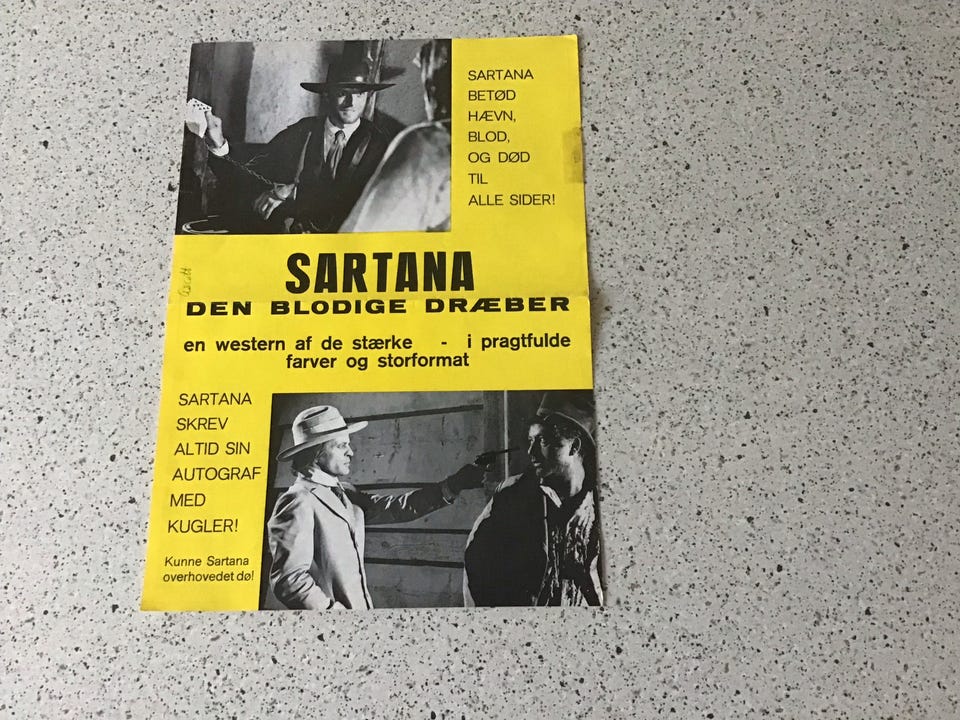 SARTANA
BETØD
HÆVN,
BLOD,
OG DØD
TIL
ALLE SIDER!
SARTANA
DEN BLODIGE DRÆBER
en western af de stærke - i pragtfulde
farver og storformat
SARTANA
SKREV
ALTID SIN
AUTOGRAF
MED
KUGLER!
Kunne Sartana
overhovedet dø!